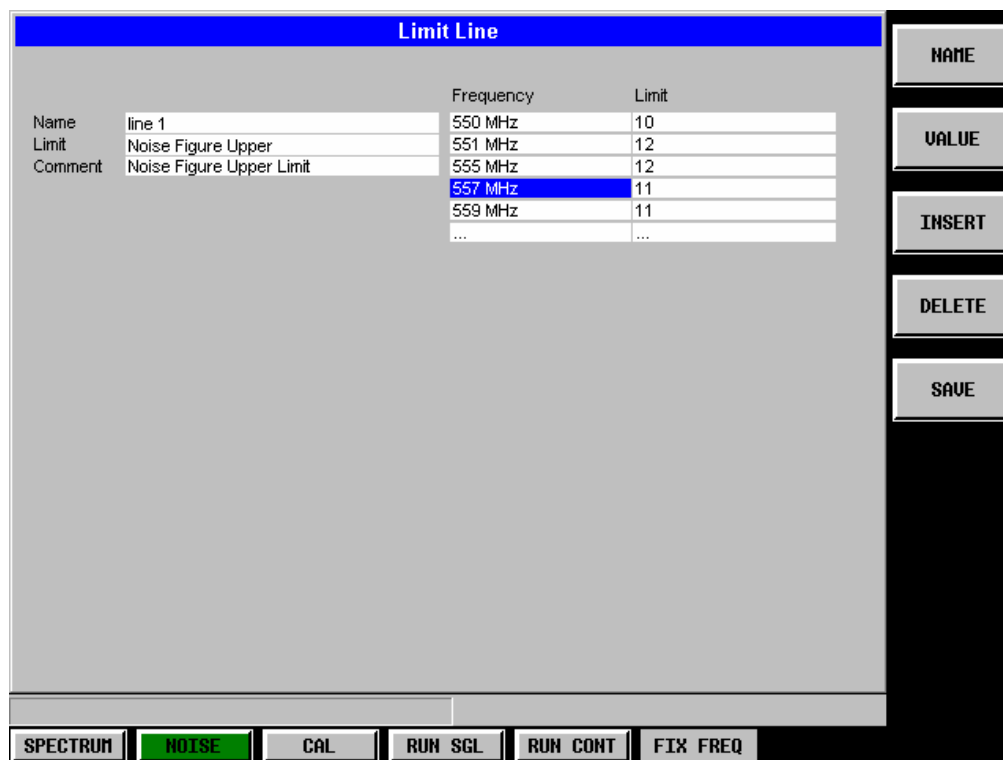 Limit Line
Frequency Limit
Name line 1 550 MHz 10
Limit Noise Figure Upper 551 MHz 12
Comment Noise Figure Upper Limit 555 MHz 12
557 MHz 11
559 MHz 11
... ...
NAME
VALUE
INSERT
DELETE
SAVE
SPECTRUM NOISE CAL RUN SGL RUN CONT FIX FREQ